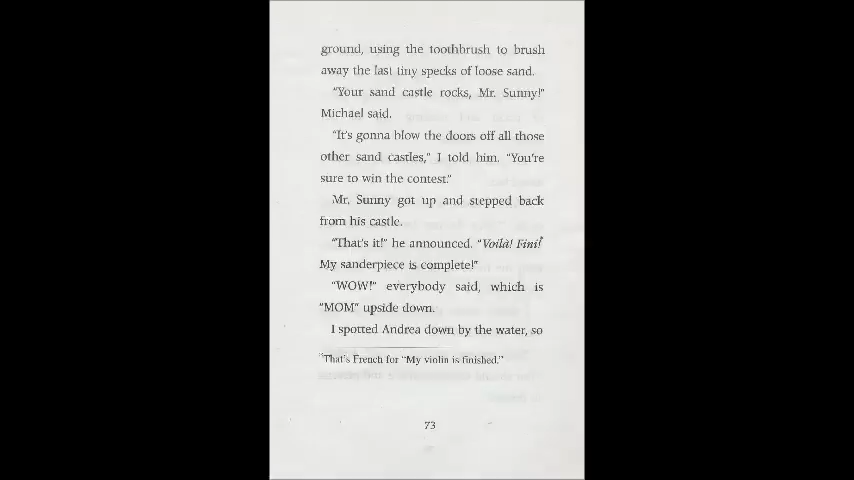 ground, using the toothbrush to brush
away the last tiny specks of loose sand.
"Your sand castle rocks, Mr. Sunny!"
Michael said.
"It's gonna blow the doors off all those
other sand castles," I told him. "You're
sure to win the contest."
Mr. Sunny got up and stepped back
from his castle.
"That's it!" he announced. "Voilà! Fini!*
My sanderpiece is complete!"
"WOW!" everybody said, which is
"MOM" upside down.
I spotted Andrea down by the water, so
*That's French for "My violin is finished."
73